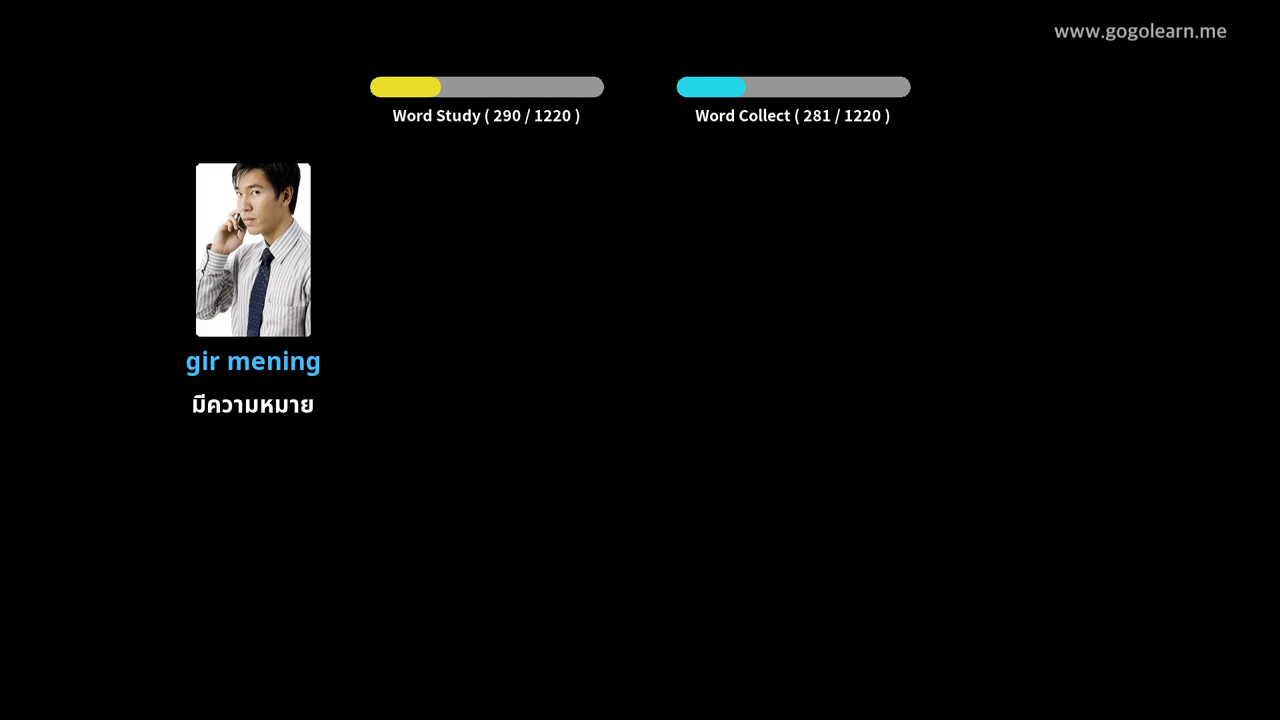 www.gogolearn.me
Word Study ( 290 / 1220 )
Word Collect ( 281 / 1220 )
gir mening
มีความหมาย